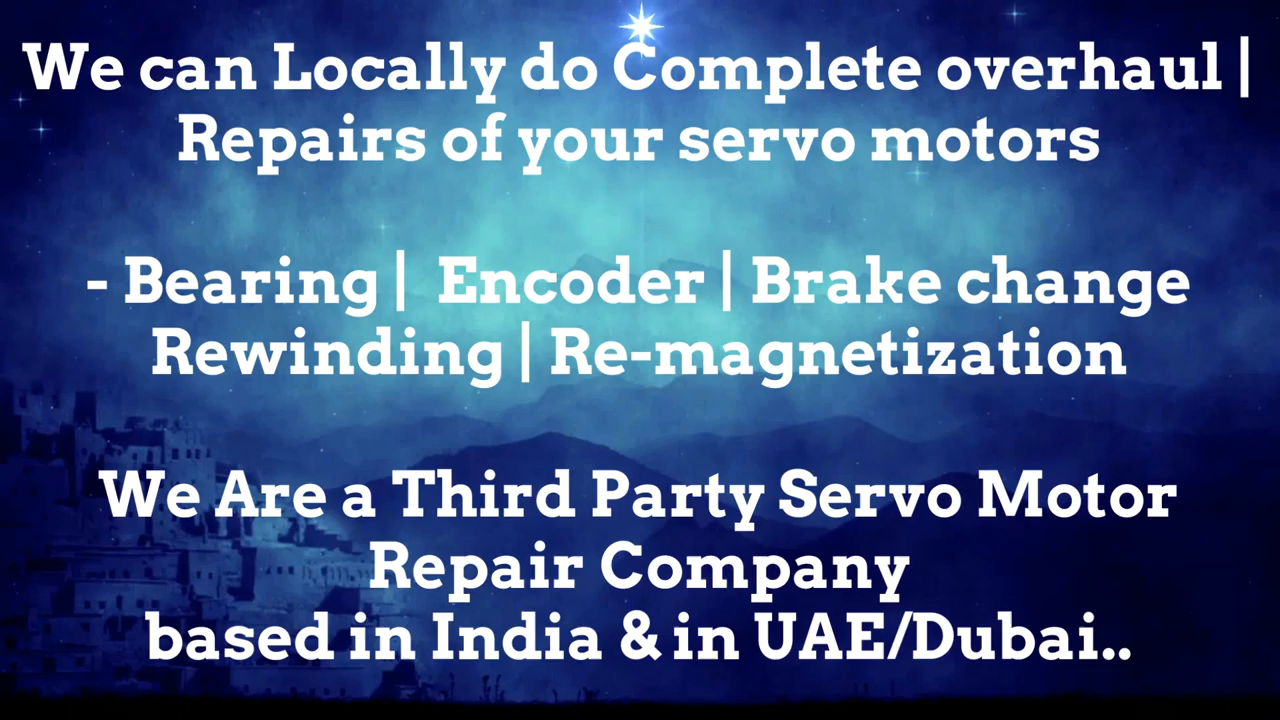 We can Locally do Complete overhaul |
Repairs of your servo motors
- Bearing | Encoder | Brake change
Rewinding | Re-magnetization
We Are a Third Party Servo Motor
Repair Company
based in India & in UAE/Dubai..